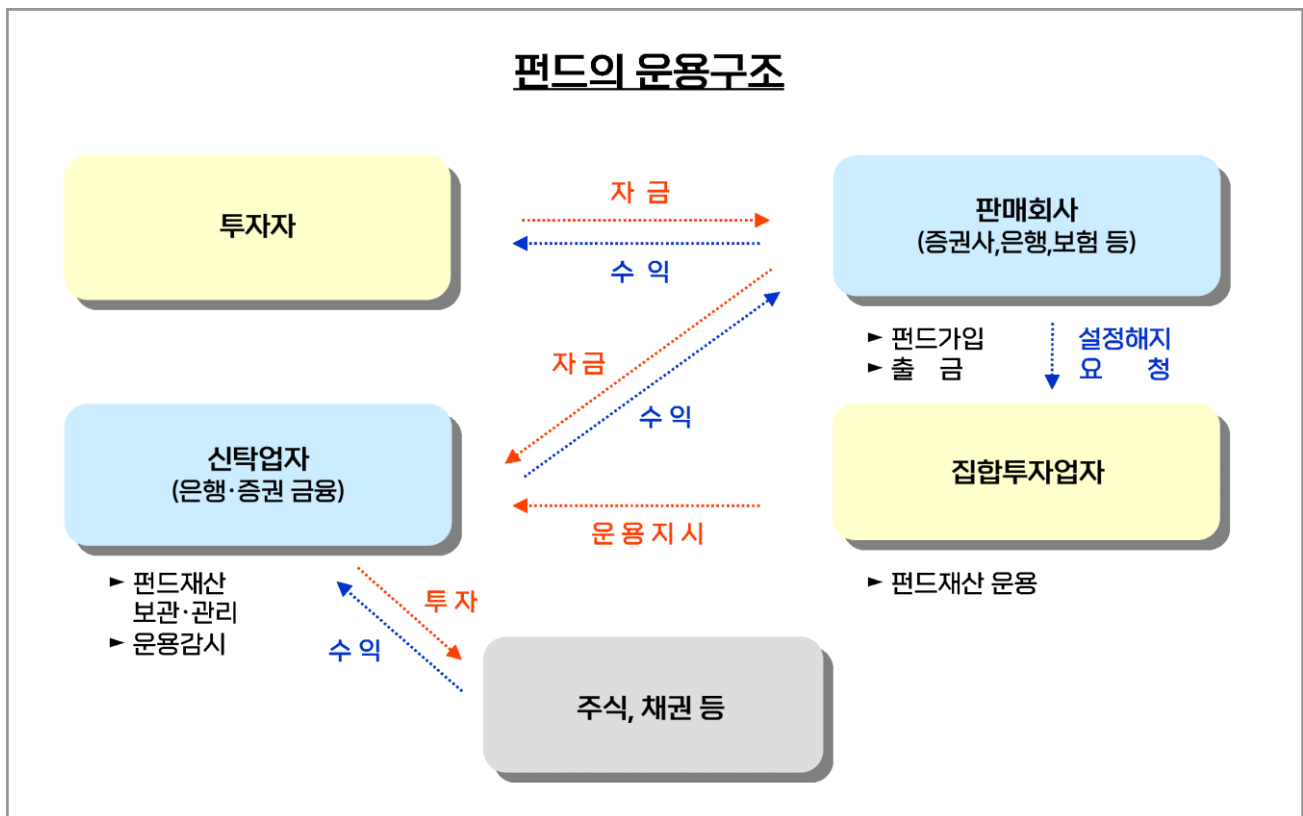 펀드의 운용구조
투자자
자 금
수 익
판매회사
(증권사,은행,보험 등)
► 펀드가입
► 출 금
설정해지
요 청
자 금
수 익
신탁업자
(은행·증권 금융)
집합투자업자
운 용 지 시
► 펀드재산
보관·관리
► 운용감시
► 펀드재산 운용
투 자
수 익
주식, 채권 등